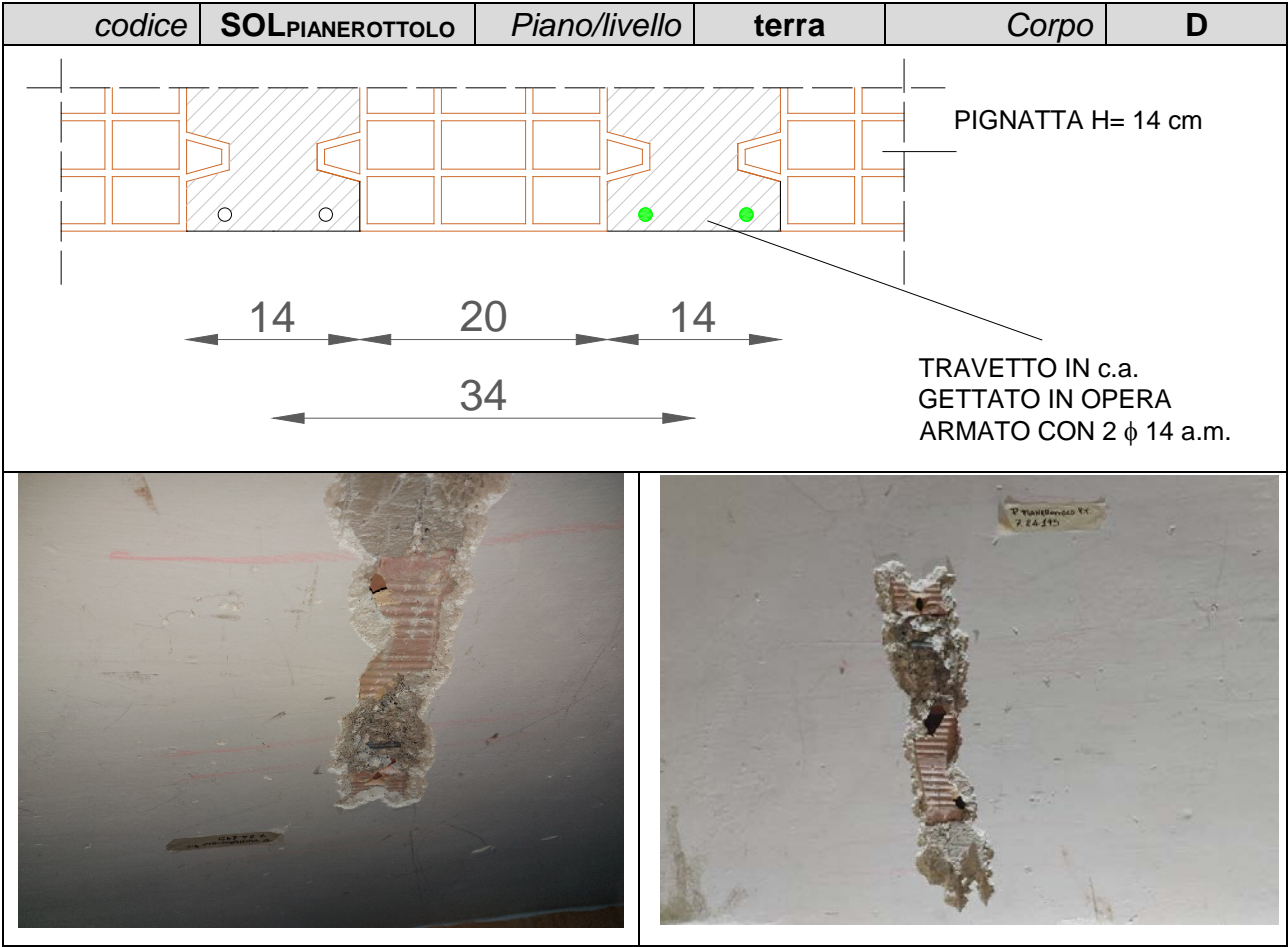 codice SOLPIANEROTTOLO Piano/livello terra Corpo D
PIGNATTA H= 14 cm
14 20 14
34
TRAVETTO IN c.a.
GETTATO IN OPERA
ARMATO CON 2 ϕ 14 a.m.
P. PIANEROTTOLO P.T.